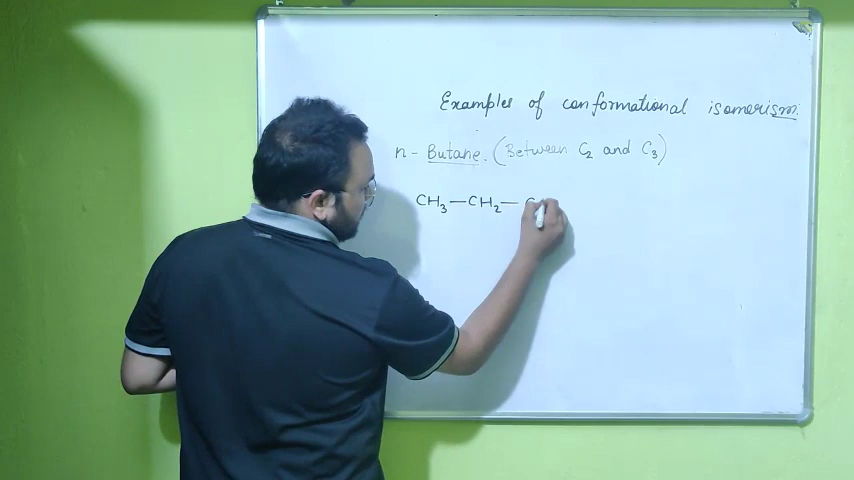 Examples of conformational isomerism.
n- Butane. (Between C₂ and C₃)
CH₃—CH₂— C